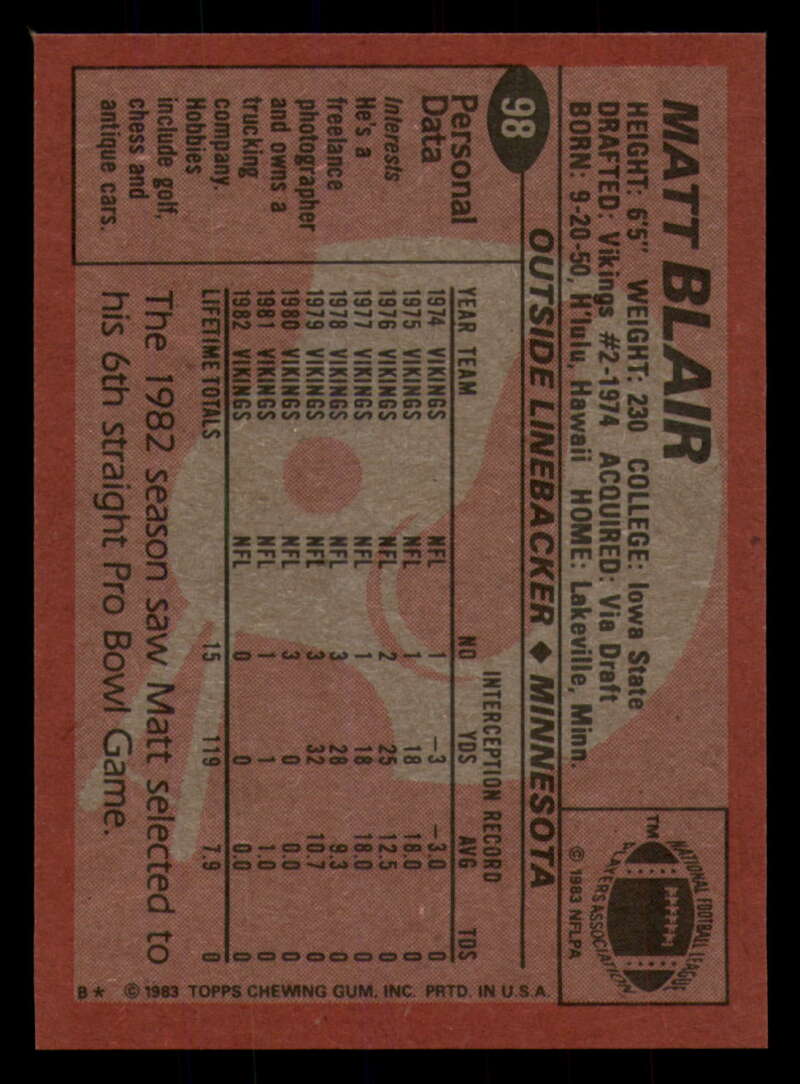 MATT BLAIR
HEIGHT: 6'5" WEIGHT: 230 COLLEGE: Iowa State
DRAFTED: Vikings #2-1974 ACQUIRED: Via Draft
BORN: 9-20-50, H'lulu, Hawaii HOME: Lakeville, Minn.
NATIONAL FOOTBALL LEAGUE
PLAYERS ASSOCIATION
TM
© 1983 NFLPA
98
OUTSIDE LINEBACKER ◆ MINNESOTA
Personal
Data
Interests
He's a
freelance
photographer
and owns a
trucking
company.
Hobbies
include golf,
chess and
antique cars.
INTERCEPTION RECORD
YEAR TEAM NO YDS AVG TDS
1974 VIKINGS NFL 1 –3 –3.0 0
1975 VIKINGS NFL 1 18 18.0 0
1976 VIKINGS NFL 2 25 12.5 0
1977 VIKINGS NFL 1 18 18.0 0
1978 VIKINGS NFL 3 28 9.3 0
1979 VIKINGS NFL 3 32 10.7 0
1980 VIKINGS NFL 3 0 0.0 0
1981 VIKINGS NFL 1 1 1.0 0
1982 VIKINGS NFL 0 0 0.0 0
LIFETIME TOTALS 15 119 7.9 0
The 1982 season saw Matt selected to
his 6th straight Pro Bowl Game.
B* © 1983 TOPPS CHEWING GUM, INC. PRTD. IN U.S.A.